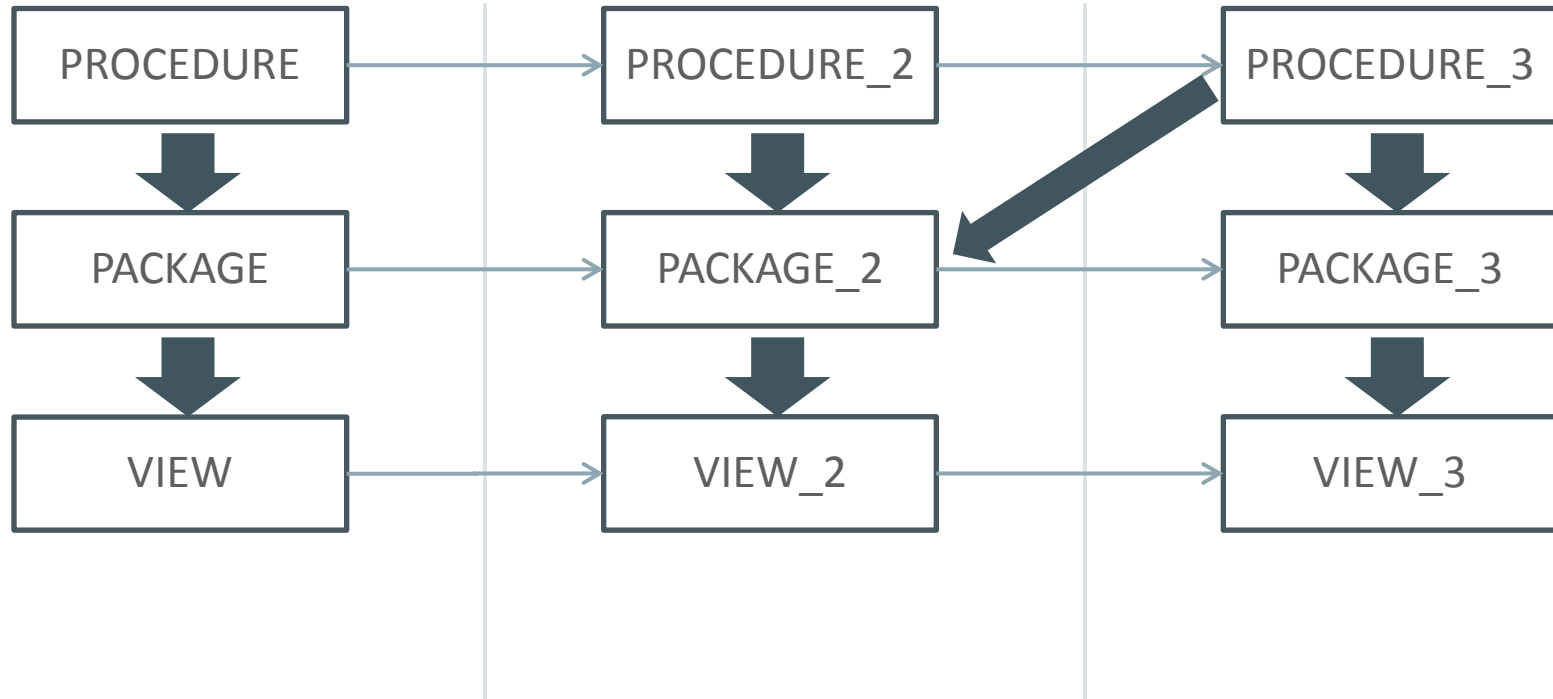 PROCEDURE
PROCEDURE_2
PROCEDURE_3
PACKAGE
PACKAGE_2
PACKAGE_3
VIEW
VIEW_2
VIEW_3